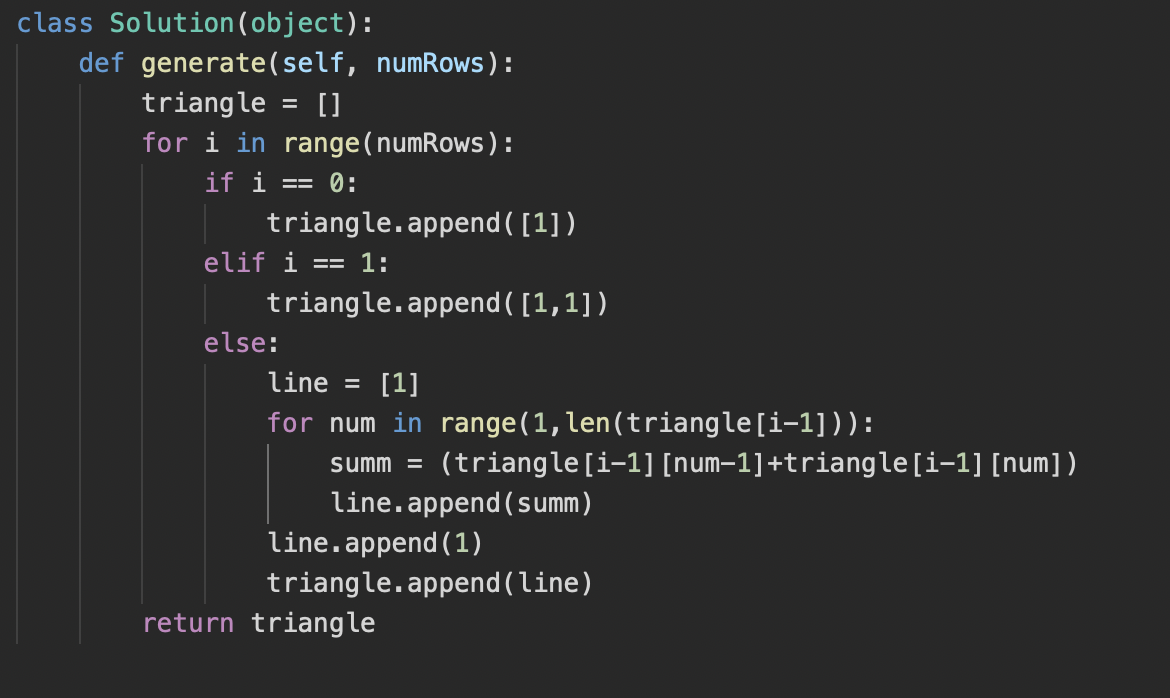 class Solution(object):
    def generate(self, numRows):
        triangle = []
        for i in range(numRows):
            if i == 0:
                triangle.append([1])
            elif i == 1:
                triangle.append([1,1])
            else:
                line = [1]
                for num in range(1,len(triangle[i-1])):
                    summ = (triangle[i-1][num-1]+triangle[i-1][num])
                    line.append(summ)
                line.append(1)
                triangle.append(line)
        return triangle